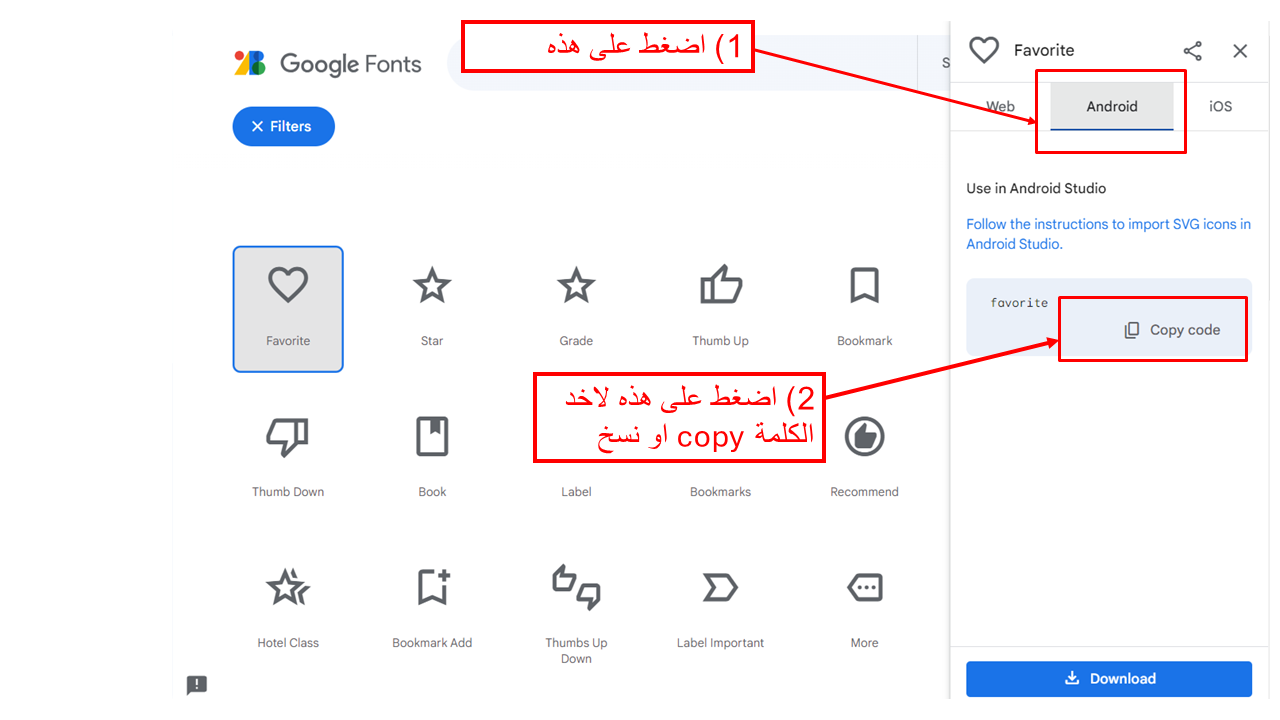 1) اضغط على هذه
Google Fonts
S
Favorite
Web
Android
iOS
Filters
Use in Android Studio
Follow the instructions to import SVG icons in
Android Studio.
favorite
Copy code
Favorite
Star
Grade
Thumb Up
Bookmark
2) اضغط على هذه لاخد
الكلمة copy او نسخ
Thumb Down
Book
Label
Bookmarks
Recommend
Hotel Class
Bookmark Add
Thumbs Up
Down
Label Important
More
Download